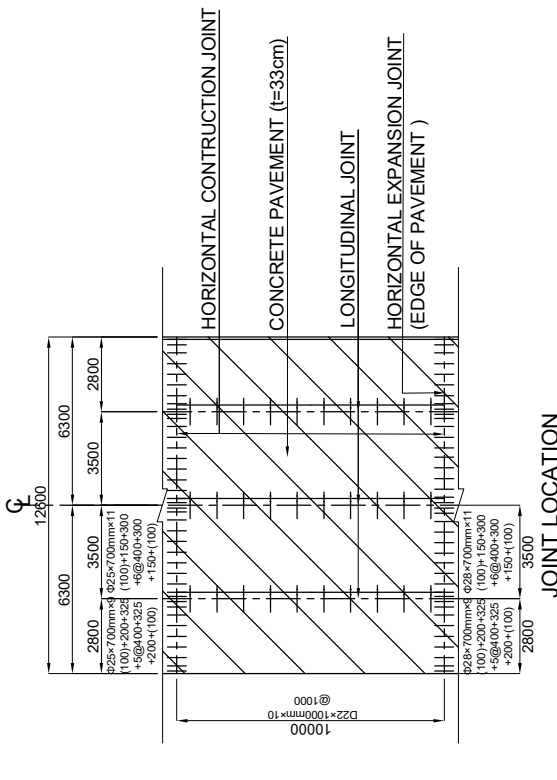 ℄
12600
6300
6300
2800
3500
3500
2800
Φ25×700mm×9
(100)+200+325
+5@400+325
+200+(100)
Φ25×700mm×11
(100)+150+300
+6@400+300
+150+(100)
HORIZONTAL CONTRUCTION JOINT
CONCRETE PAVEMENT (t=33cm)
LONGITUDINAL JOINT
HORIZONTAL EXPANSION JOINT
(EDGE OF PAVEMENT )
10000
D22×1000mm×10
@1000
Φ28×700mm×9
(100)+200+325
+5@400+325
+200+(100)
Φ28×700mm×11
(100)+150+300
+6@400+300
+150+(100)
2800
3500
JOINT LOCATION